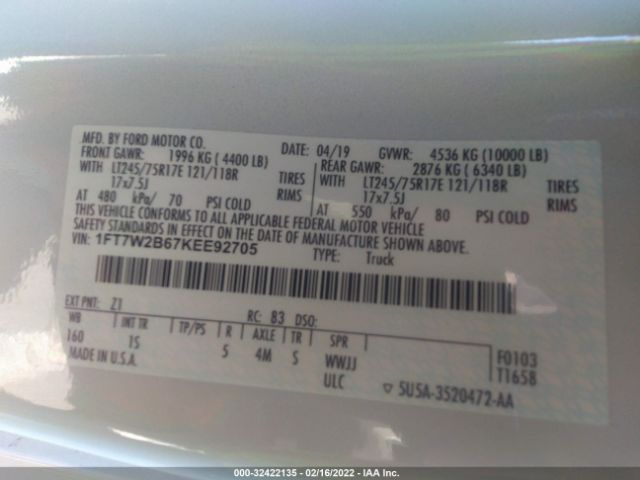 MFD. BY FORD MOTOR CO.
DATE: 04/19 GVWR: 4536 KG (10000 LB)
FRONT GAWR: 1996 KG ( 4400 LB)
REAR GAWR: 2876 KG ( 6340 LB)
WITH LT245/75R17E 121/118R TIRES
WITH LT245/75R17E 121/118R TIRES
17x7.5J RIMS
17x7.5J RIMS
AT 480 kPa/ 70 PSI COLD
AT 550 kPa/ 80 PSI COLD
THIS VEHICLE CONFORMS TO ALL APPLICABLE FEDERAL MOTOR VEHICLE
SAFETY STANDARDS IN EFFECT ON THE DATE OF MANUFACTURE SHOWN ABOVE.
VIN: 1FT7W2B67KEE92705
TYPE: Truck
EXT PNT: Z1 RC: B3 DSO:
WB INT TR TP/PS R AXLE TR SPR
160 1S 5 4M S WWJJ
ULC
MADE IN U.S.A.
F0103
T1658
▽ 5U5A-3520472-AA
000-32422135 - 02/16/2022 - IAA Inc.